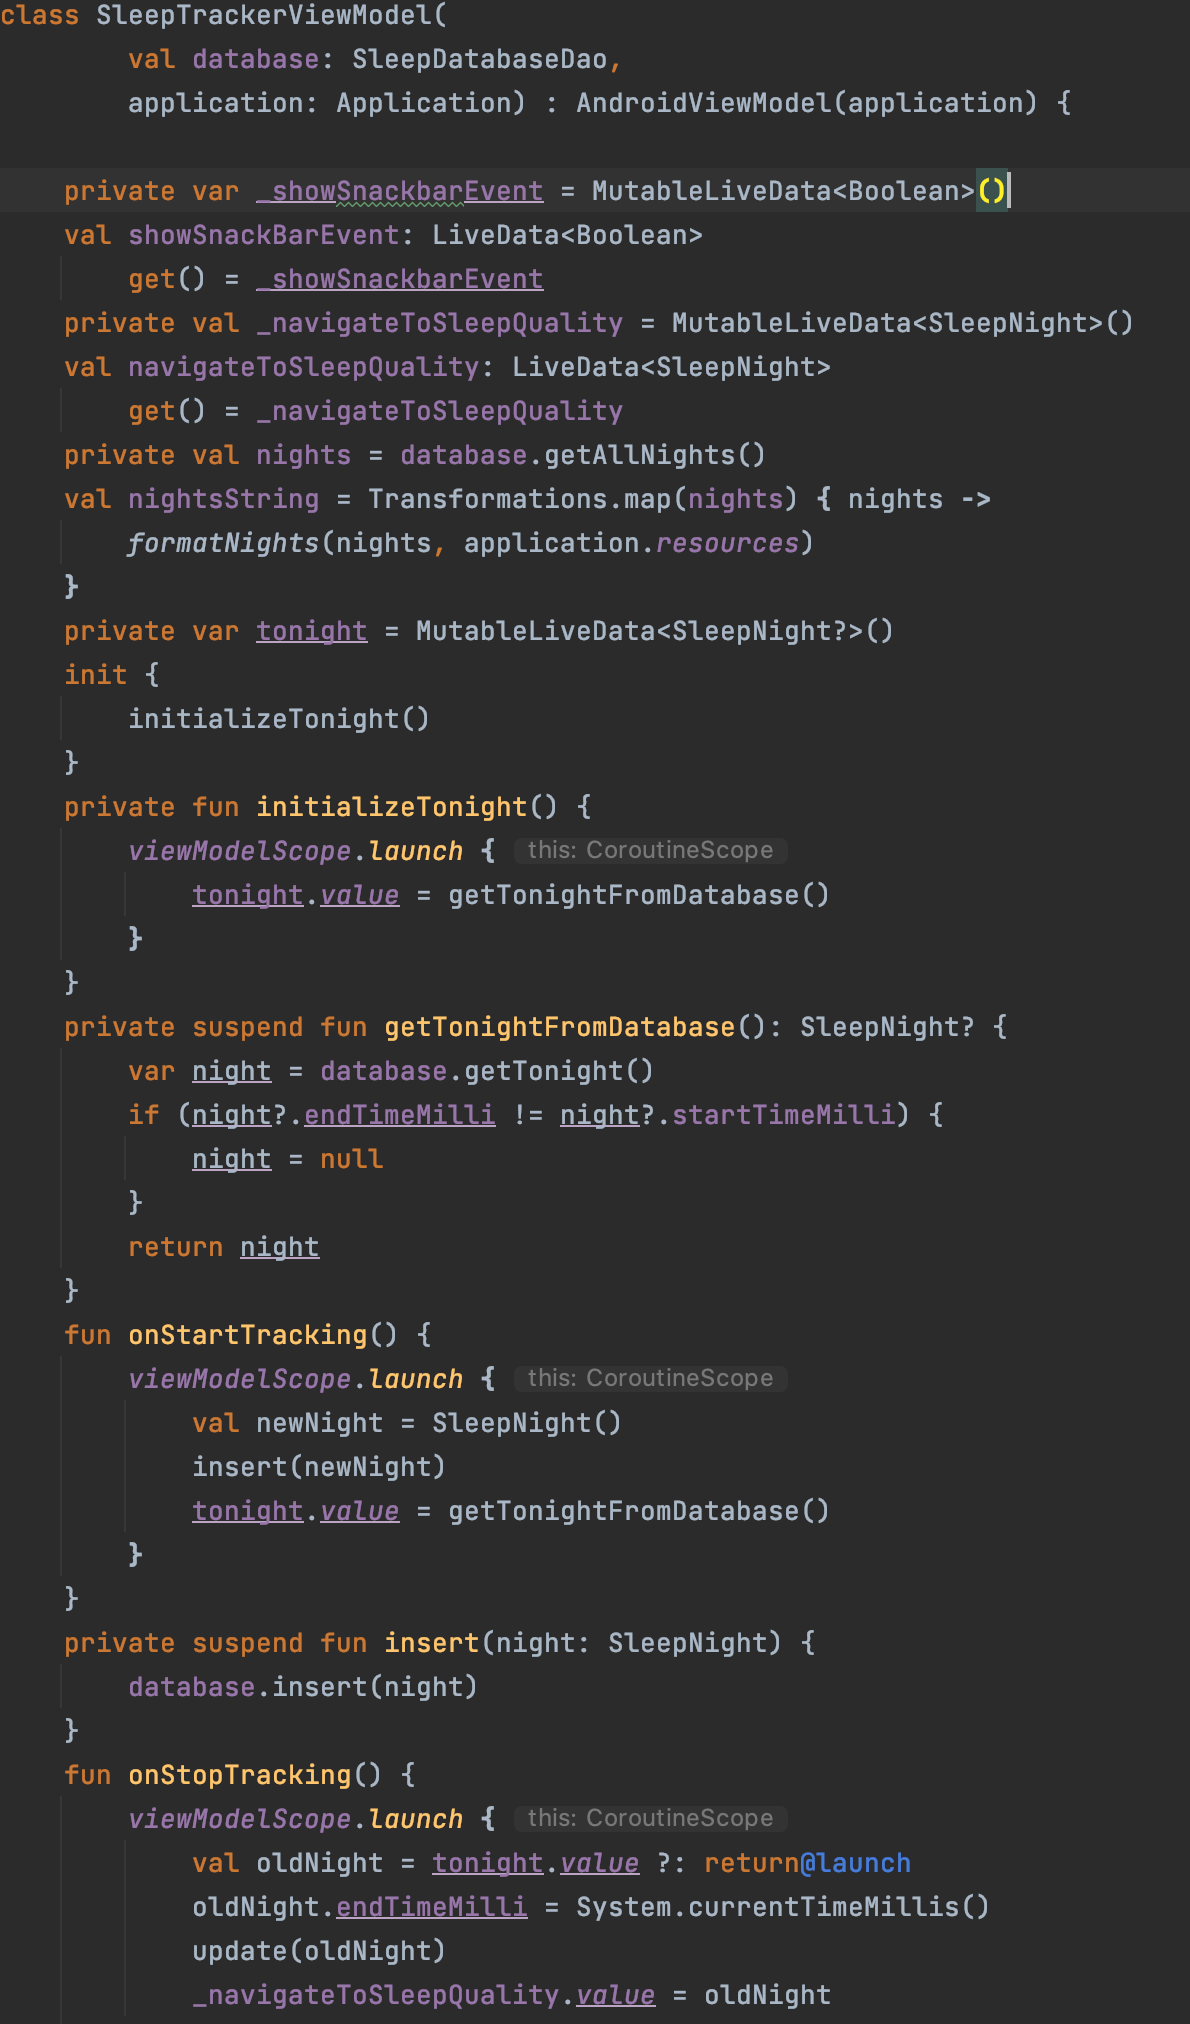 class SleepTrackerViewModel(
val database: SleepDatabaseDao,
application: Application) : AndroidViewModel(application) {
private var _showSnackbarEvent = MutableLiveData<Boolean>()
val showSnackBarEvent: LiveData<Boolean>
get() = _showSnackbarEvent
private val _navigateToSleepQuality = MutableLiveData<SleepNight>()
val navigateToSleepQuality: LiveData<SleepNight>
get() = _navigateToSleepQuality
private val nights = database.getAllNights()
val nightsString = Transformations.map(nights) { nights ->
formatNights(nights, application.resources)
}
private var tonight = MutableLiveData<SleepNight?>()
init {
initializeTonight()
}
private fun initializeTonight() {
viewModelScope.launch { this: CoroutineScope
tonight.value = getTonightFromDatabase()
}
}
private suspend fun getTonightFromDatabase(): SleepNight? {
var night = database.getTonight()
if (night?.endTimeMilli != night?.startTimeMilli) {
night = null
}
return night
}
fun onStartTracking() {
viewModelScope.launch { this: CoroutineScope
val newNight = SleepNight()
insert(newNight)
tonight.value = getTonightFromDatabase()
}
}
private suspend fun insert(night: SleepNight) {
database.insert(night)
}
fun onStopTracking() {
viewModelScope.launch { this: CoroutineScope
val oldNight = tonight.value ?: return@launch
oldNight.endTimeMilli = System.currentTimeMillis()
update(oldNight)
_navigateToSleepQuality.value = oldNight